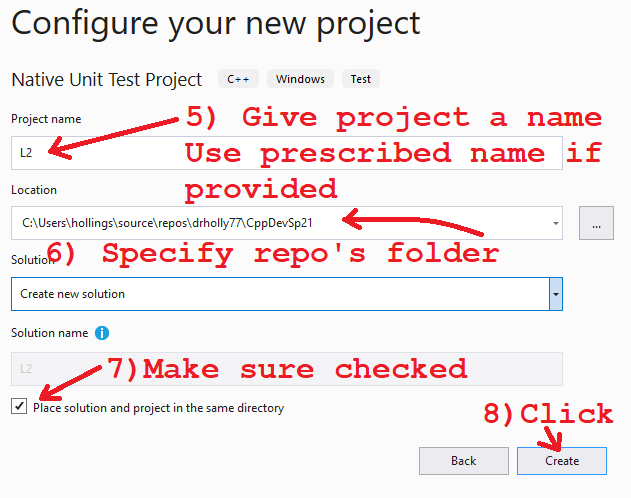 Configure your new project
Native Unit Test Project C++ Windows Test
Project name
5) Give project a name
L2
Use prescribed name if
provided
Location
C:\Users\hollings\source\repos\drholly77\CppDevSp21
...
6) Specify repo's folder
Solution
Create new solution
Solution name
L2
7)Make sure checked
Place solution and project in the same directory
8)Click
Back Create